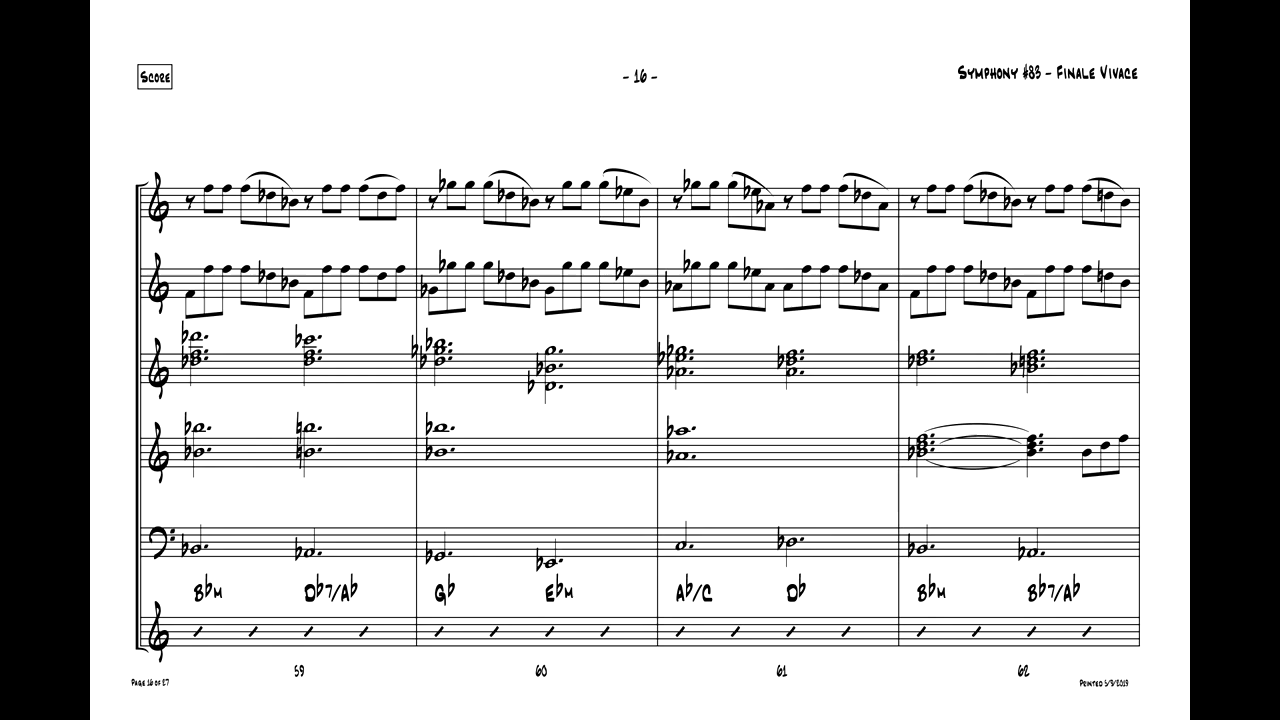 SCORE
- 16 -
SYMPHONY #83 - FINALE VIVACE
B♭M D♭7/A♭ G♭ E♭M A♭/C D♭ B♭M B♭7/A♭
59 60 61 62
PAGE 16 OF 27
PRINTED 5/3/2013